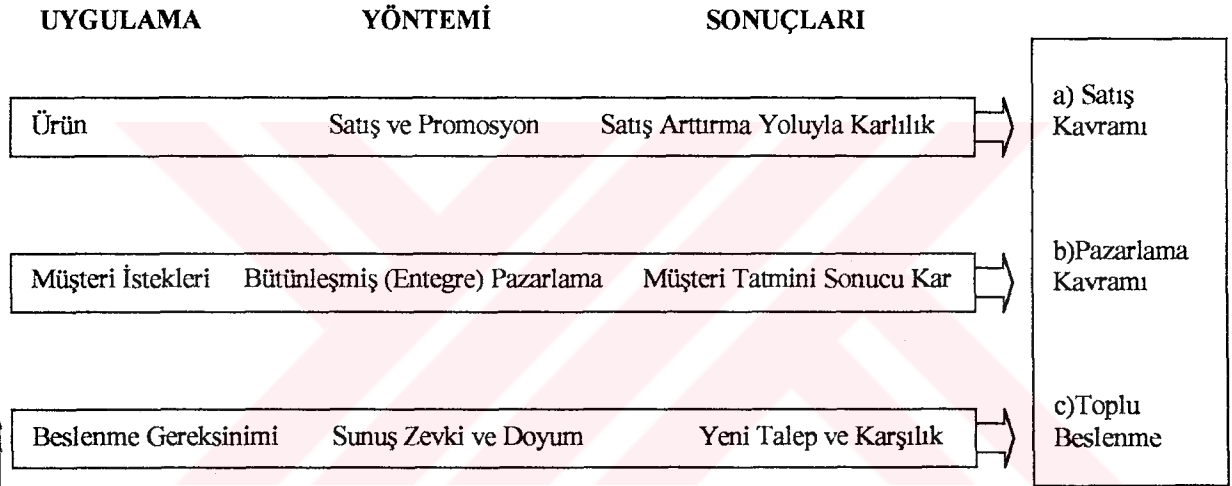 UYGULAMA YÖNTEMİ SONUÇLARI
Ürün Satış ve Promosyon Satış Arttırma Yoluyla Karlılık
a) Satış
Kavramı
Müşteri İstekleri Bütünleşmiş (Entegre) Pazarlama Müşteri Tatmini Sonucu Kar
b)Pazarlama
Kavramı
Beslenme Gereksinimi Sunuş Zevki ve Doyum Yeni Talep ve Karşılık
c)Toplu
Beslenme